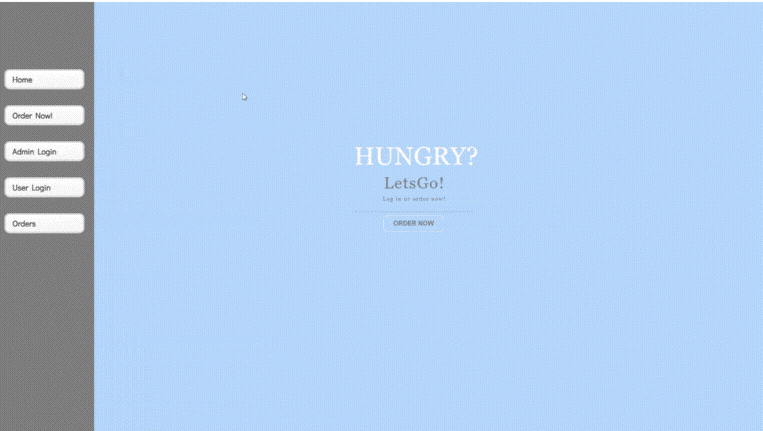 Home
Order Now!
Admin Login
User Login
Orders
HUNGRY?
LetsGo!
Log in or order now!
ORDER NOW